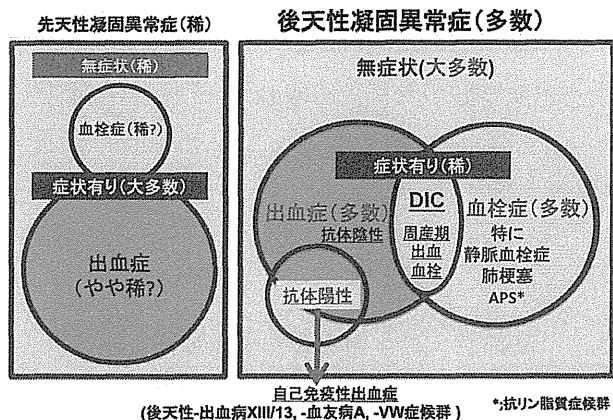 先天性凝固異常症(稀)
無症状(稀)
血栓症(稀?)
症状有り(大多数)
出血症
(やや稀?)
後天性凝固異常症(多数)
無症状(大多数)
症状有り(稀)
出血症(多数)
抗体陰性
DIC
周産期
出血
血栓
血栓症(多数)
特に
静脈血栓症
肺梗塞
APS*
抗体陽性
自己免疫性出血症
(後天性-出血病XIII/13, -血友病A, -VW症候群 )
*;抗リン脂質症候群